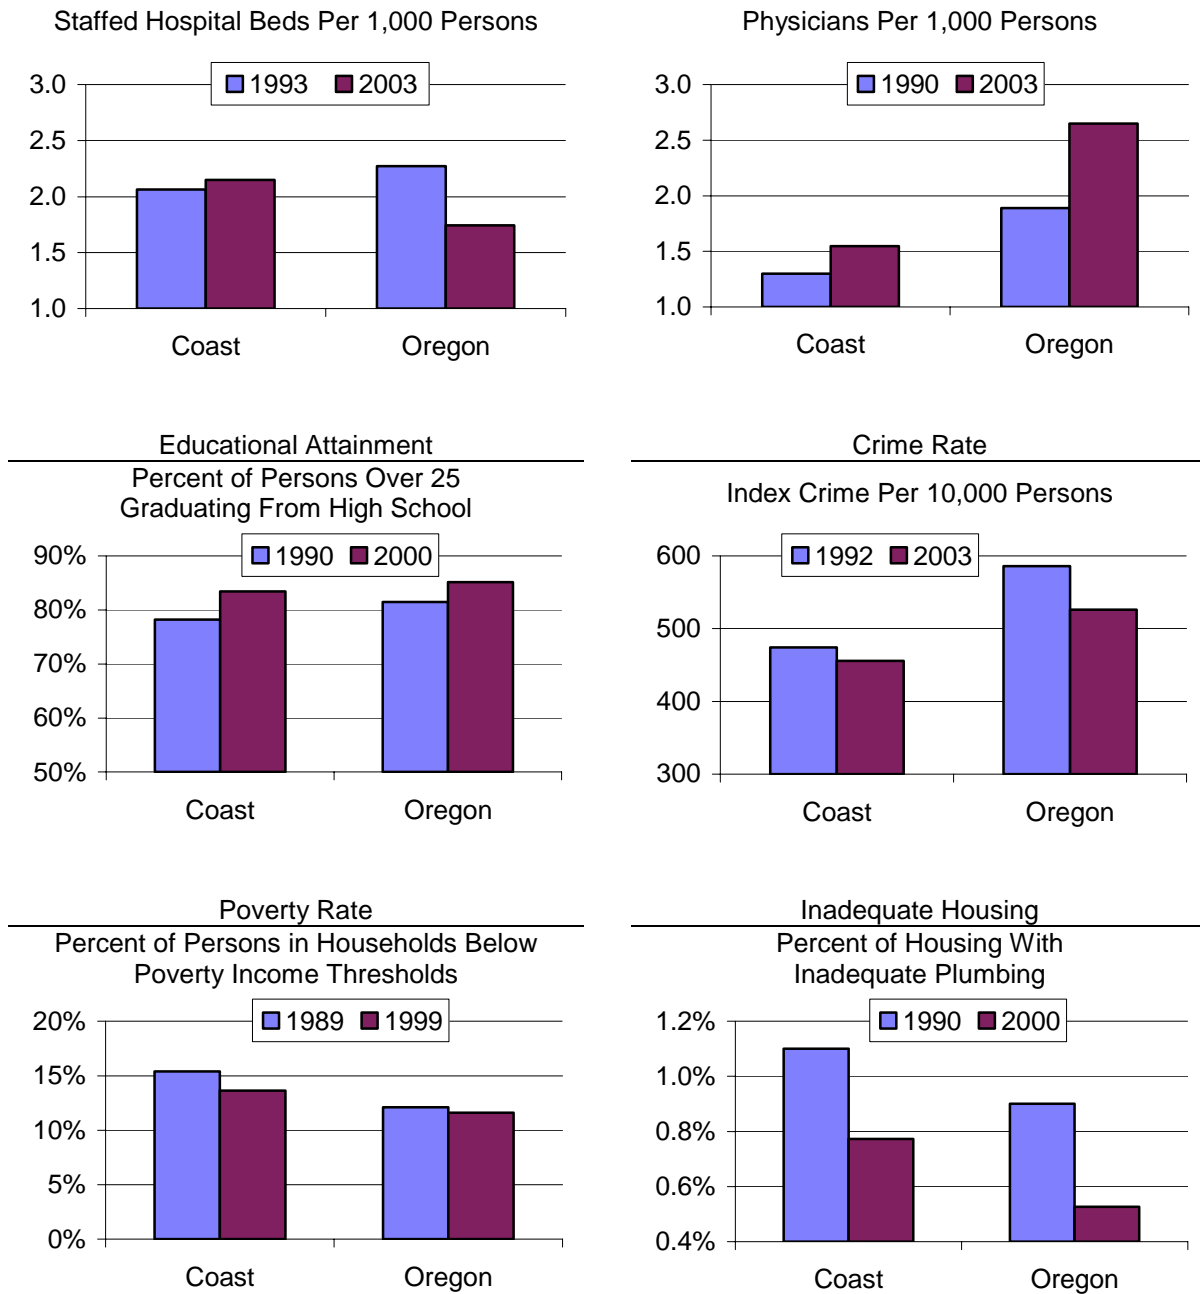 Staffed Hospital Beds Per 1,000 Persons
1993 2003
3.0
2.5
2.0
1.5
1.0
Coast Oregon
Physicians Per 1,000 Persons
1990 2003
3.0
2.5
2.0
1.5
1.0
Coast Oregon
Educational Attainment
Percent of Persons Over 25
Graduating From High School
1990 2000
90%
80%
70%
60%
50%
Coast Oregon
Crime Rate
Index Crime Per 10,000 Persons
1992 2003
600
500
400
300
Coast Oregon
Poverty Rate
Percent of Persons in Households Below
Poverty Income Thresholds
1989 1999
20%
15%
10%
5%
0%
Coast Oregon
Inadequate Housing
Percent of Housing With
Inadequate Plumbing
1990 2000
1.2%
1.0%
0.8%
0.6%
0.4%
Coast Oregon